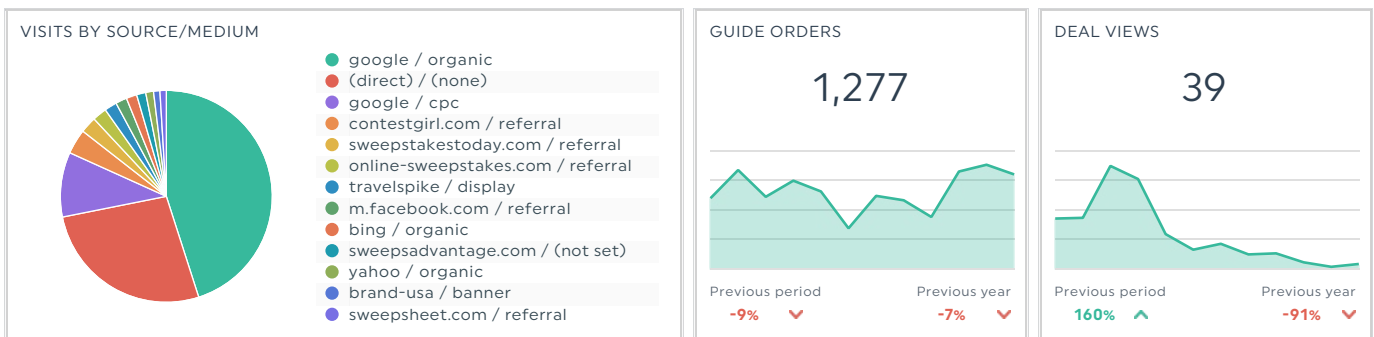 VISITS BY SOURCE/MEDIUM
google / organic
(direct) / (none)
google / cpc
contestgirl.com / referral
sweepstakestoday.com / referral
online-sweepstakes.com / referral
travelspike / display
m.facebook.com / referral
bing / organic
sweepsadvantage.com / (not set)
yahoo / organic
brand-usa / banner
sweepsheet.com / referral
GUIDE ORDERS
1,277
Previous period
Previous year
-9%
-7%
DEAL VIEWS
39
Previous period
Previous year
160%
-91%